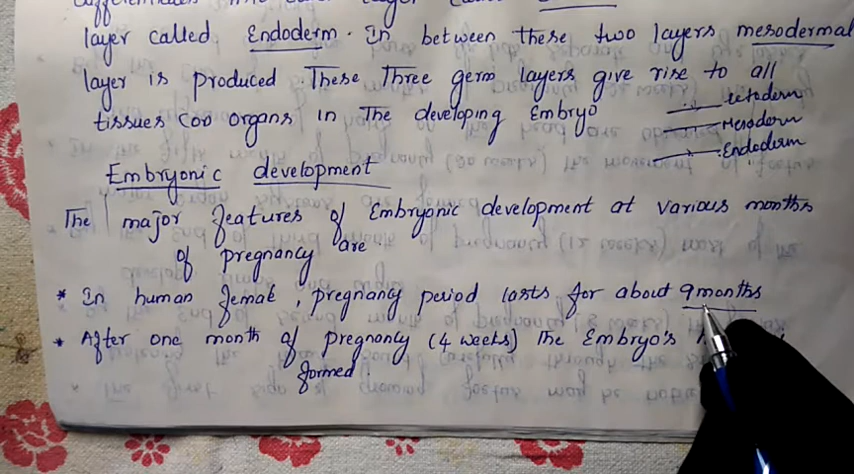 layer called Endoderm. In between these two layers mesodermal
layer is produced. These Three germ layers give rise to all
tissues (or) organs in The developing Embryo
Ectoderm
Mesoderm
Endoderm
Embryonic development
The major features of Embryonic development at various months
of pregnancy are
* In human female, pregnancy period lasts for about 9 months
* After one month of pregnancy (4 weeks) The Embryo's
formed.